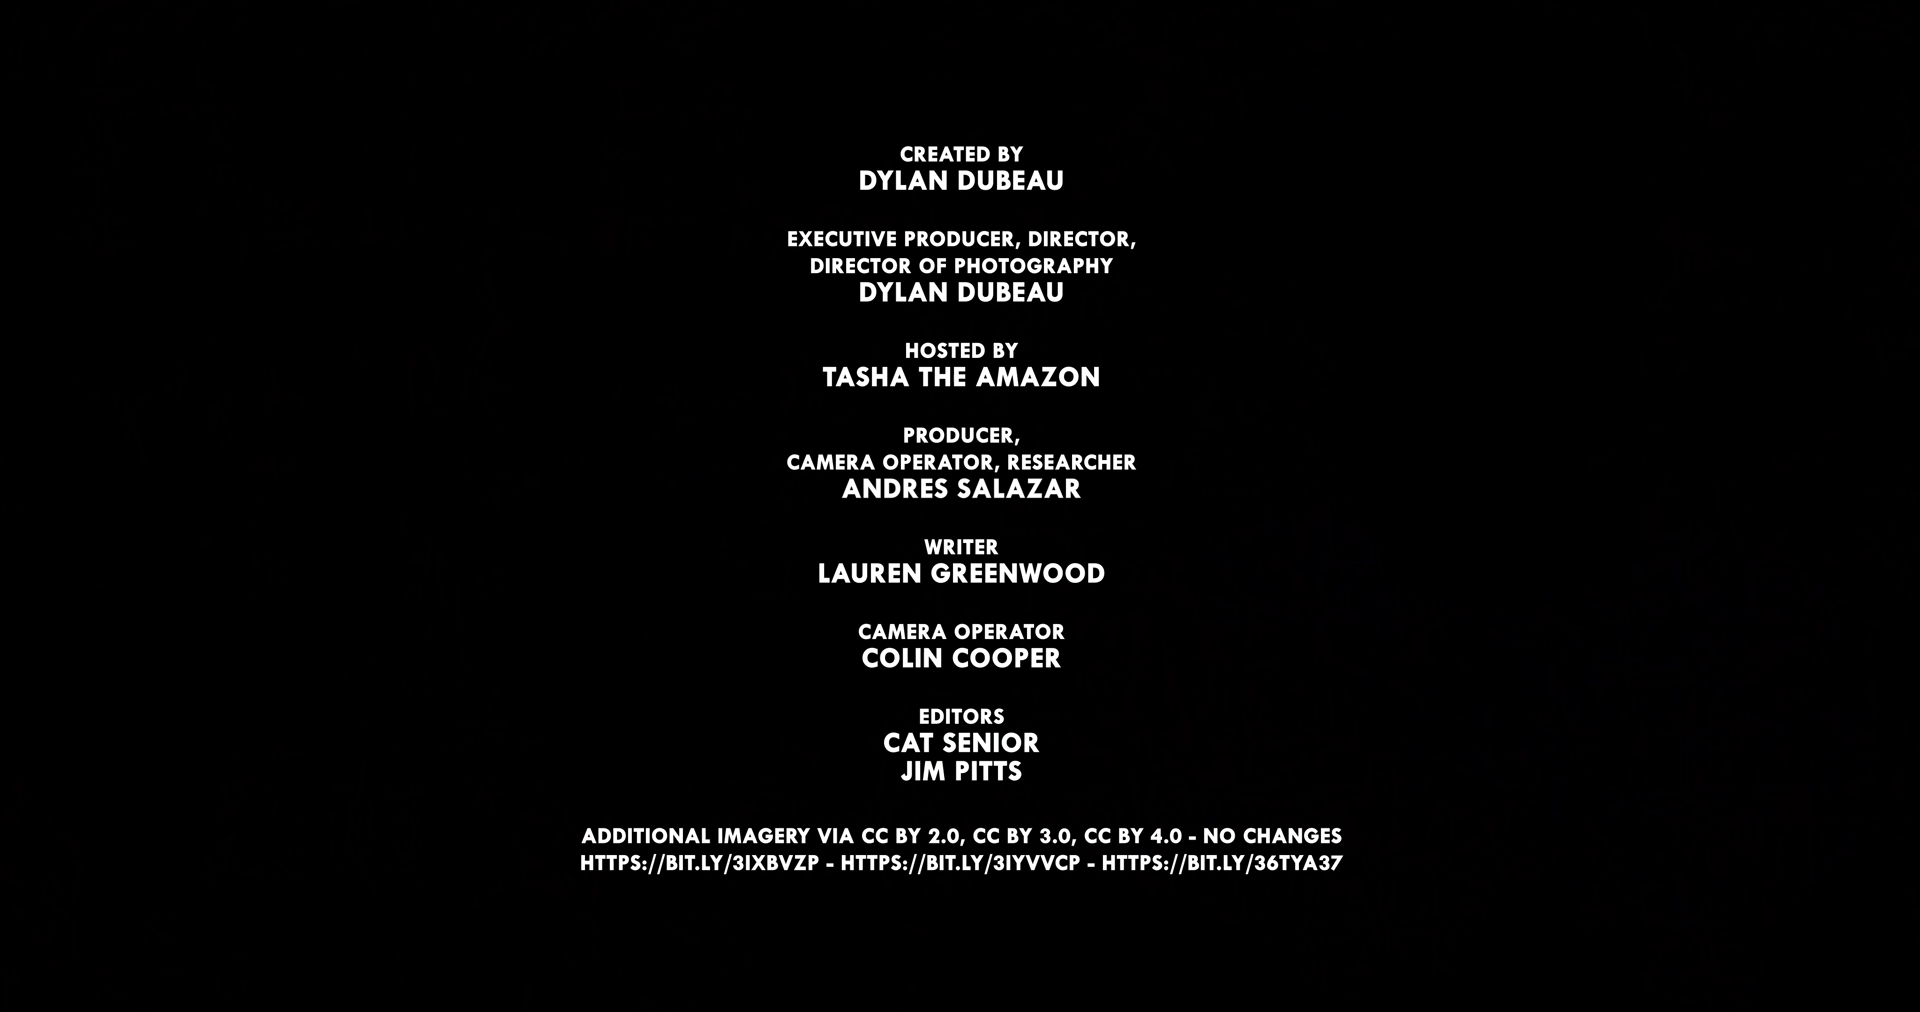 CREATED BY
DYLAN DUBEAU
EXECUTIVE PRODUCER, DIRECTOR,
DIRECTOR OF PHOTOGRAPHY
DYLAN DUBEAU
HOSTED BY
TASHA THE AMAZON
PRODUCER,
CAMERA OPERATOR, RESEARCHER
ANDRES SALAZAR
WRITER
LAUREN GREENWOOD
CAMERA OPERATOR
COLIN COOPER
EDITORS
CAT SENIOR
JIM PITTS
ADDITIONAL IMAGERY VIA CC BY 2.0, CC BY 3.0, CC BY 4.0 - NO CHANGES
HTTPS://BIT.LY/3IXBVZP - HTTPS://BIT.LY/3IYVVCP - HTTPS://BIT.LY/36TYA37